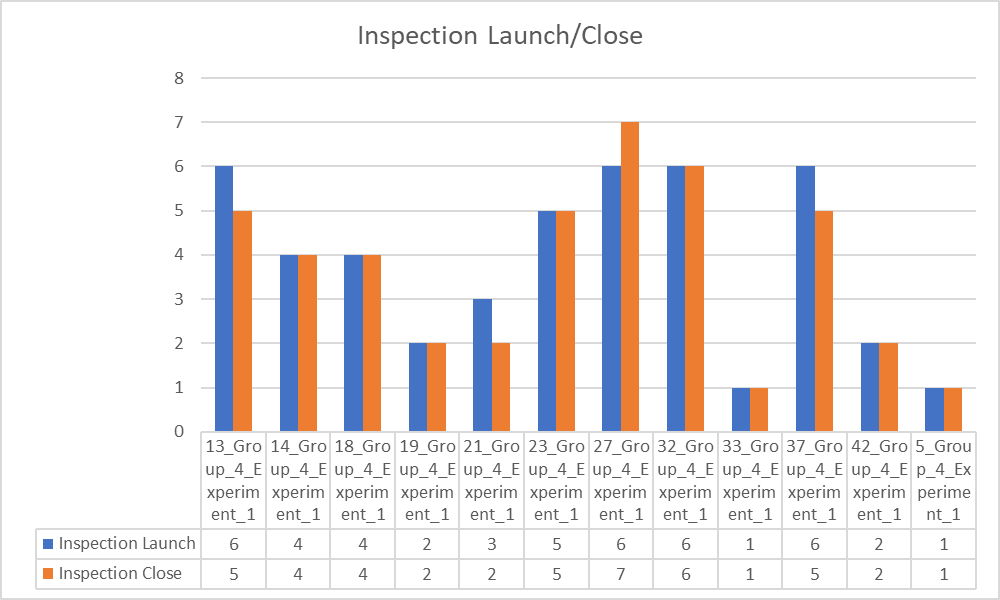 Inspection Launch/Close
8
7
6
5
4
3
2
1
0
13_Gro 14_Gro 18_Gro 19_Gro 21_Gro 23_Gro 27_Gro 32_Gro 33_Gro 37_Gro 42_Gro 5_Grou
up_4_E up_4_E up_4_E up_4_E up_4_E up_4_E up_4_E up_4_E up_4_E up_4_E up_4_E p_4_Ex
xperim xperim xperim xperim xperim xperim xperim xperim xperim xperim xperim perime
ent_1 ent_1 ent_1 ent_1 ent_1 ent_1 ent_1 ent_1 ent_1 ent_1 ent_1 nt_1
Inspection Launch 6 4 4 2 3 5 6 6 1 6 2 1
Inspection Close 5 4 4 2 2 5 7 6 1 5 2 1